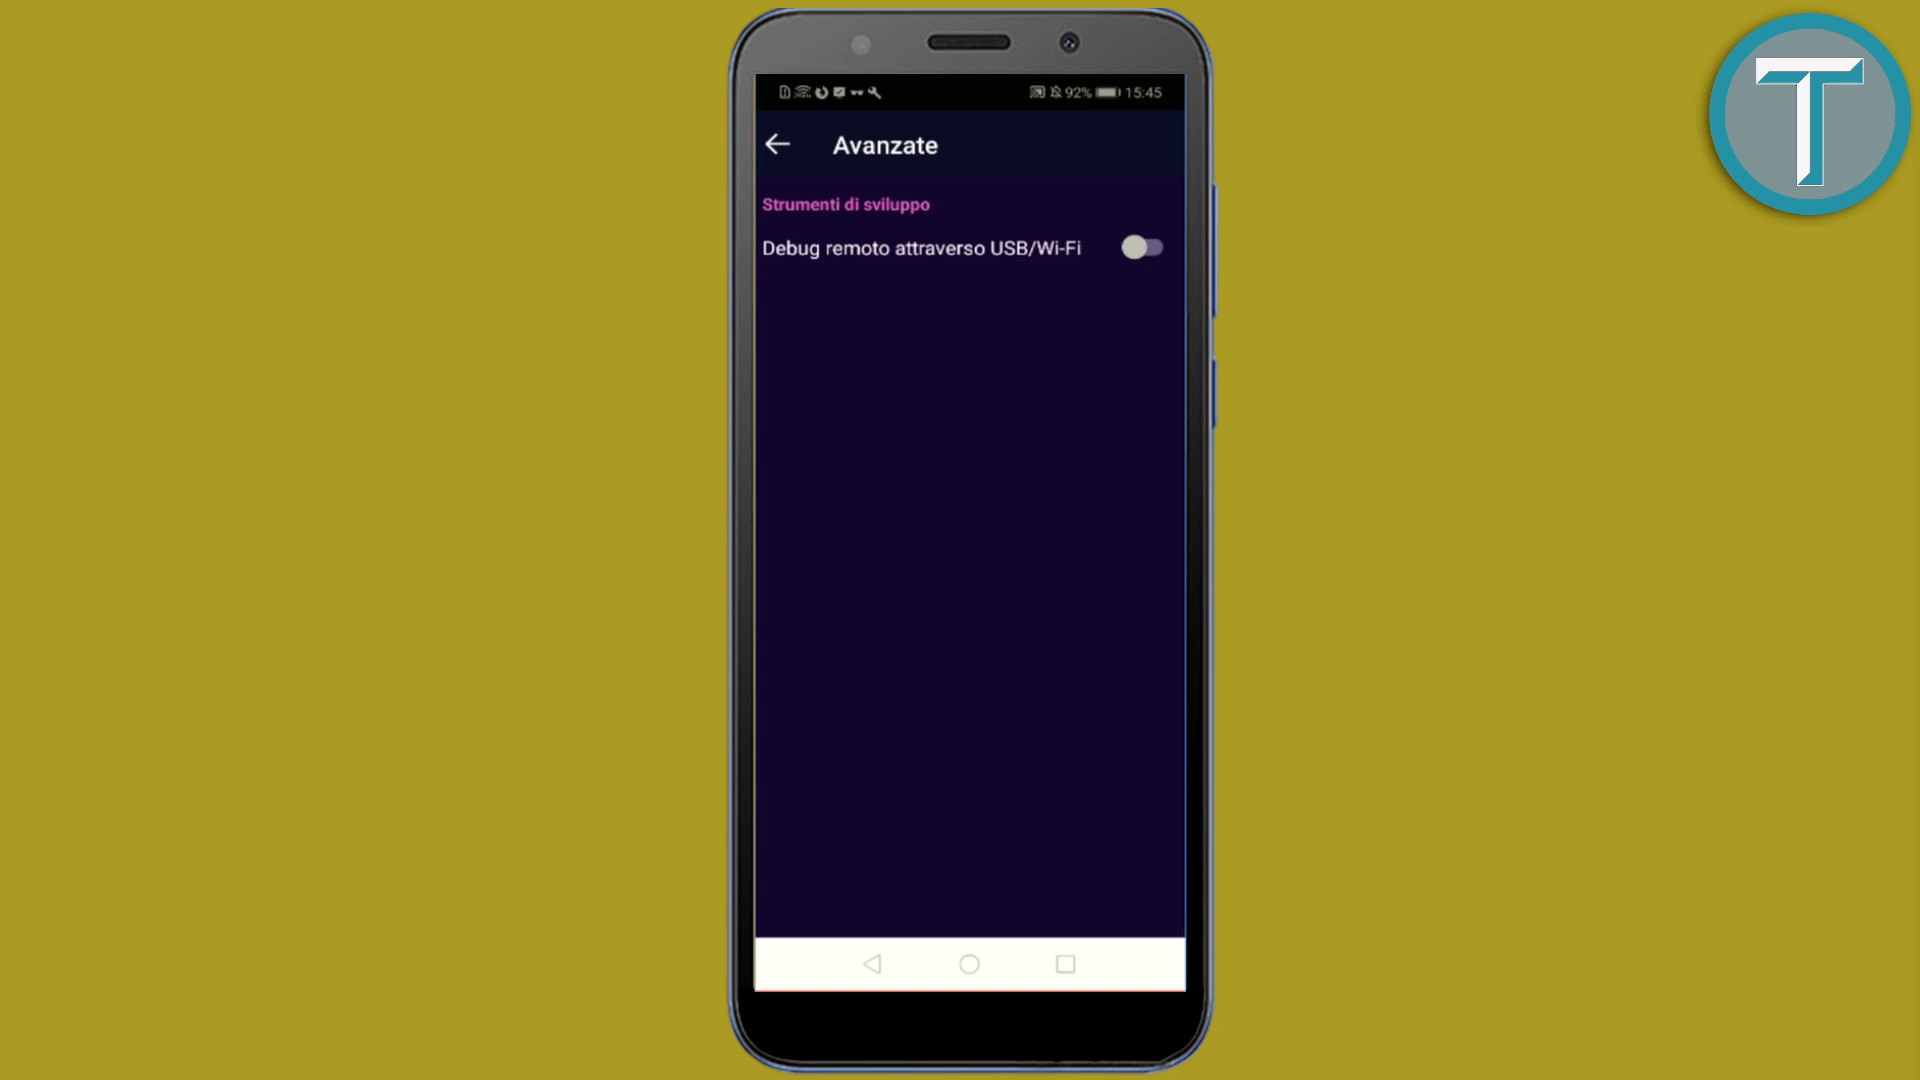 92% 15:45
Avanzate
Strumenti di sviluppo
Debug remoto attraverso USB/Wi-Fi
T